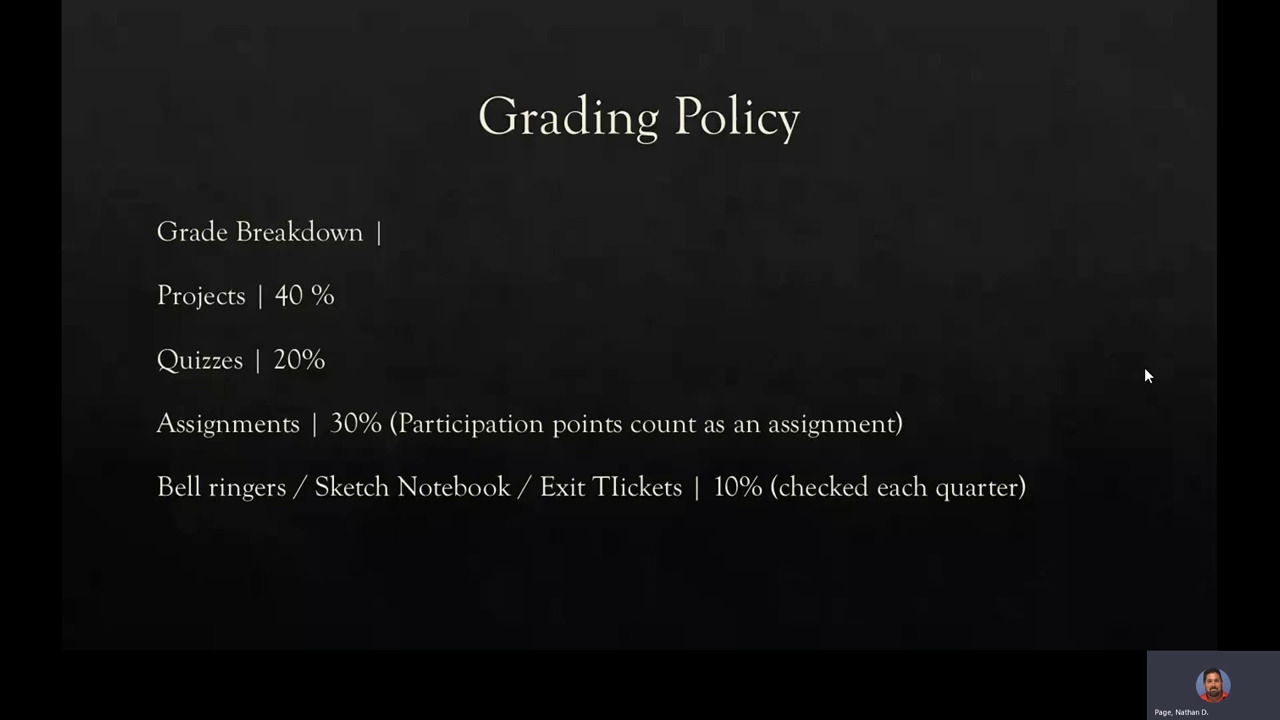 Grading Policy
Grade Breakdown |
Projects | 40 %
Quizzes | 20%
Assignments | 30% (Participation points count as an assignment)
Bell ringers / Sketch Notebook / Exit TIickets | 10% (checked each quarter)
Page, Nathan D.